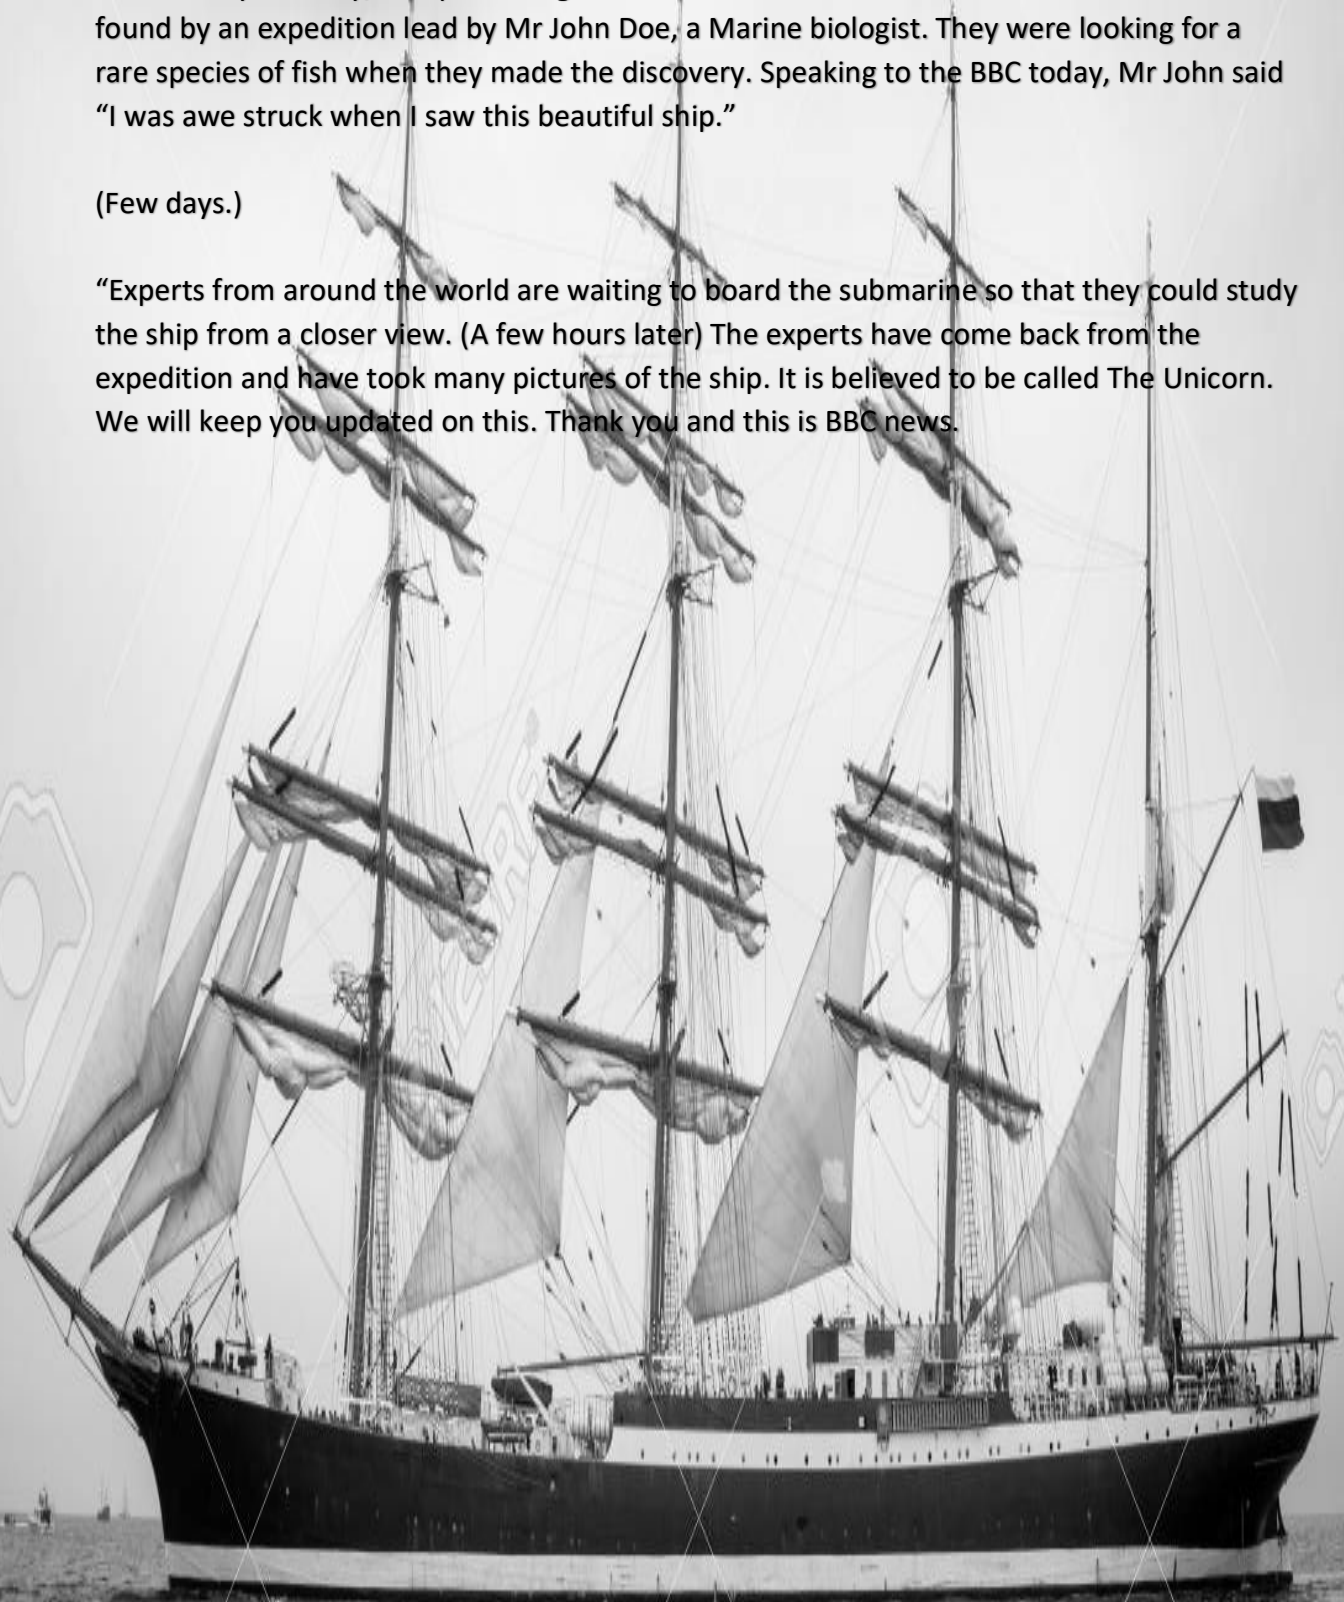 found by an expedition lead by Mr John Doe, a Marine biologist. They were looking for a
rare species of fish when they made the discovery. Speaking to the BBC today, Mr John said
“I was awe struck when I saw this beautiful ship.”
(Few days.)
“Experts from around the world are waiting to board the submarine so that they could study
the ship from a closer view. (A few hours later) The experts have come back from the
expedition and have took many pictures of the ship. It is believed to be called The Unicorn.
We will keep you updated on this. Thank you and this is BBC news.